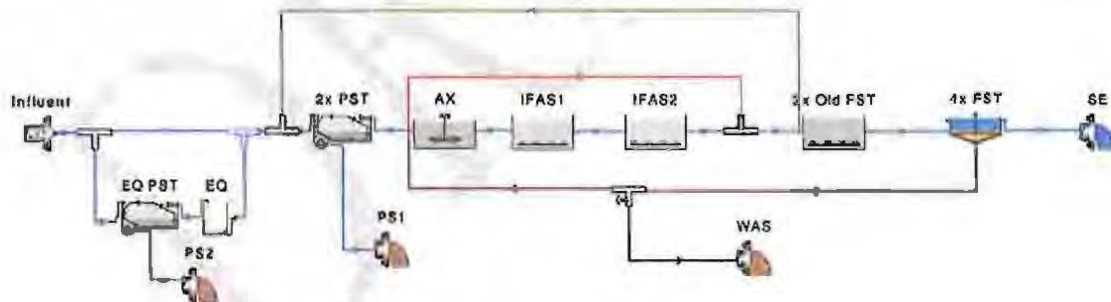 Influent
2x PST
AX
IFAS1
IFAS2
2x Old FST
4x FST
SE
EQ PST
EQ
PS2
PS1
WAS